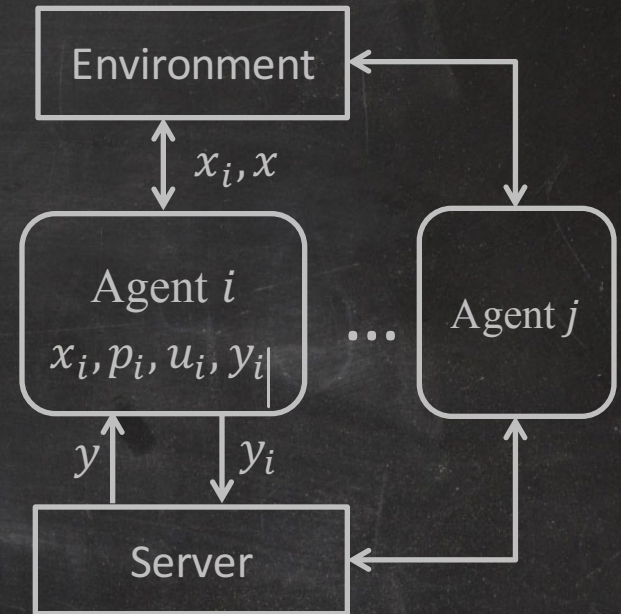 Environment
x_i, x
Agent i
x_i, p_i, u_i, y_i
...
Agent j
y
y_i
Server